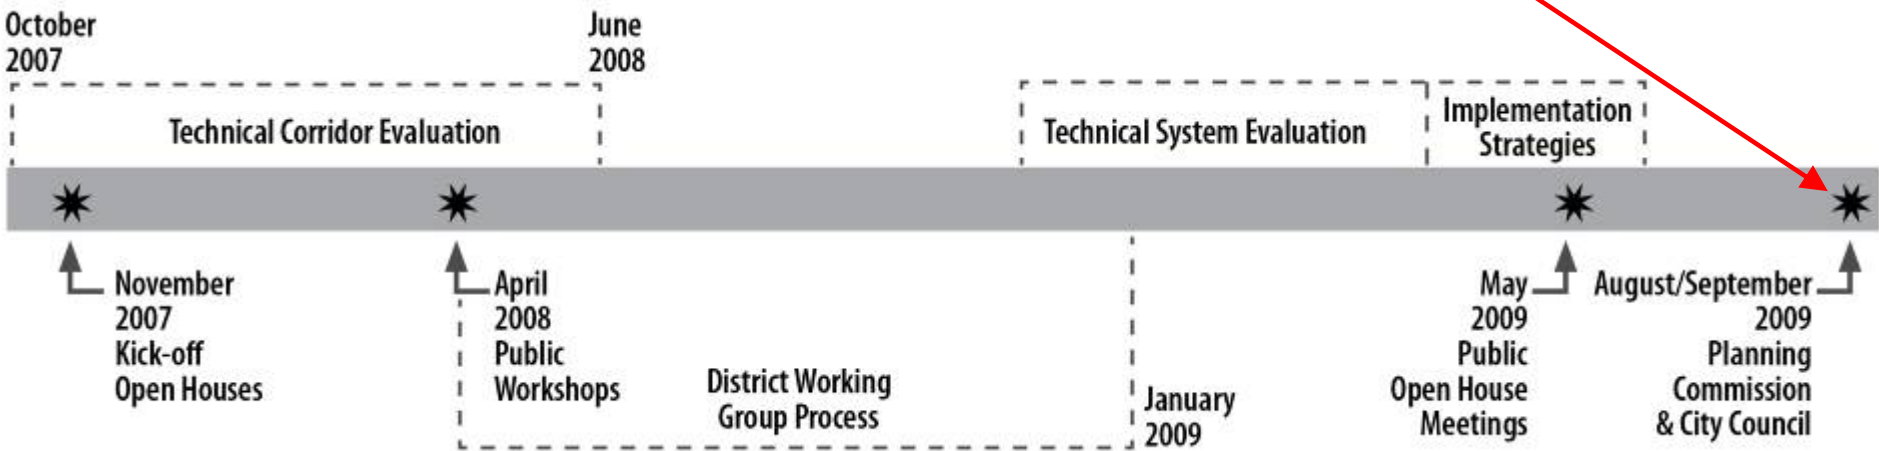 October
2007
June
2008
Technical Corridor Evaluation
Technical System Evaluation
Implementation
Strategies
November
2007
Kick-off
Open Houses
April
2008
Public
Workshops
District Working
Group Process
January
2009
May
2009
Public
Open House
Meetings
August/September
2009
Planning
Commission
& City Council